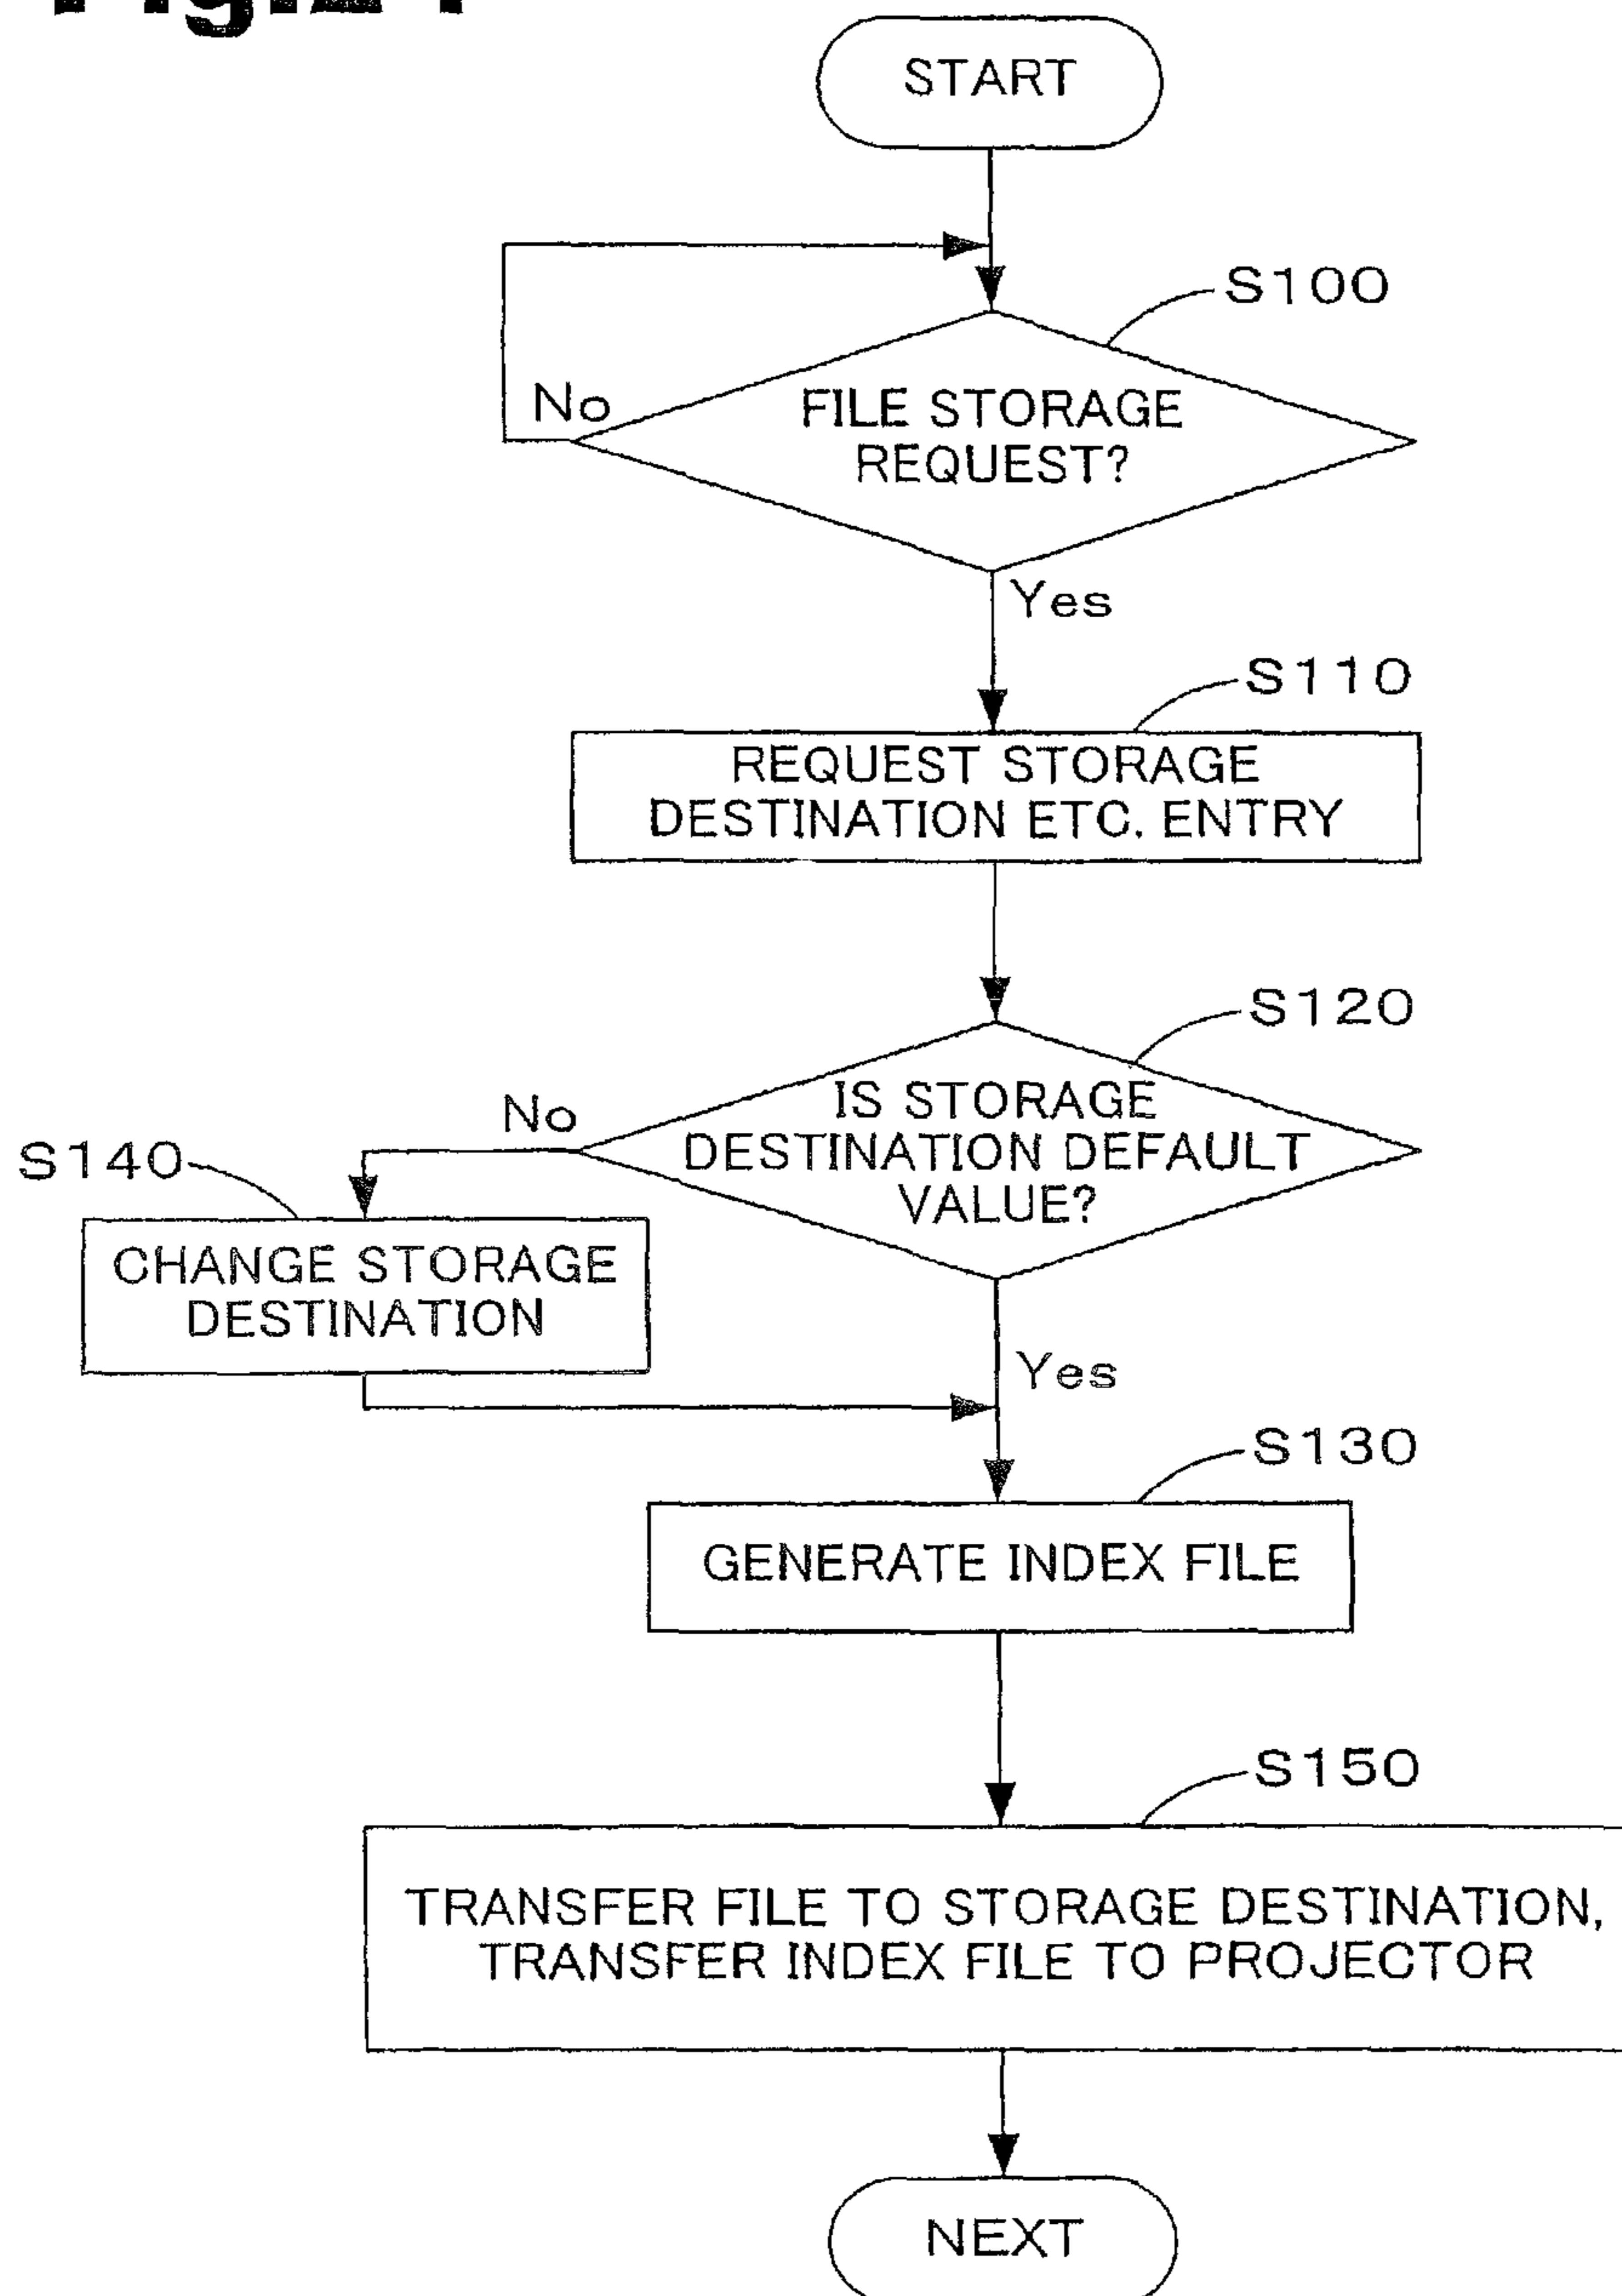 START
S100
No
FILE STORAGE
REQUEST?
Yes
S110
REQUEST STORAGE
DESTINATION ETC. ENTRY
S120
No
IS STORAGE
DESTINATION DEFAULT
VALUE?
S140
CHANGE STORAGE
DESTINATION
Yes
S130
GENERATE INDEX FILE
S150
TRANSFER FILE TO STORAGE DESTINATION,
TRANSFER INDEX FILE TO PROJECTOR
NEXT